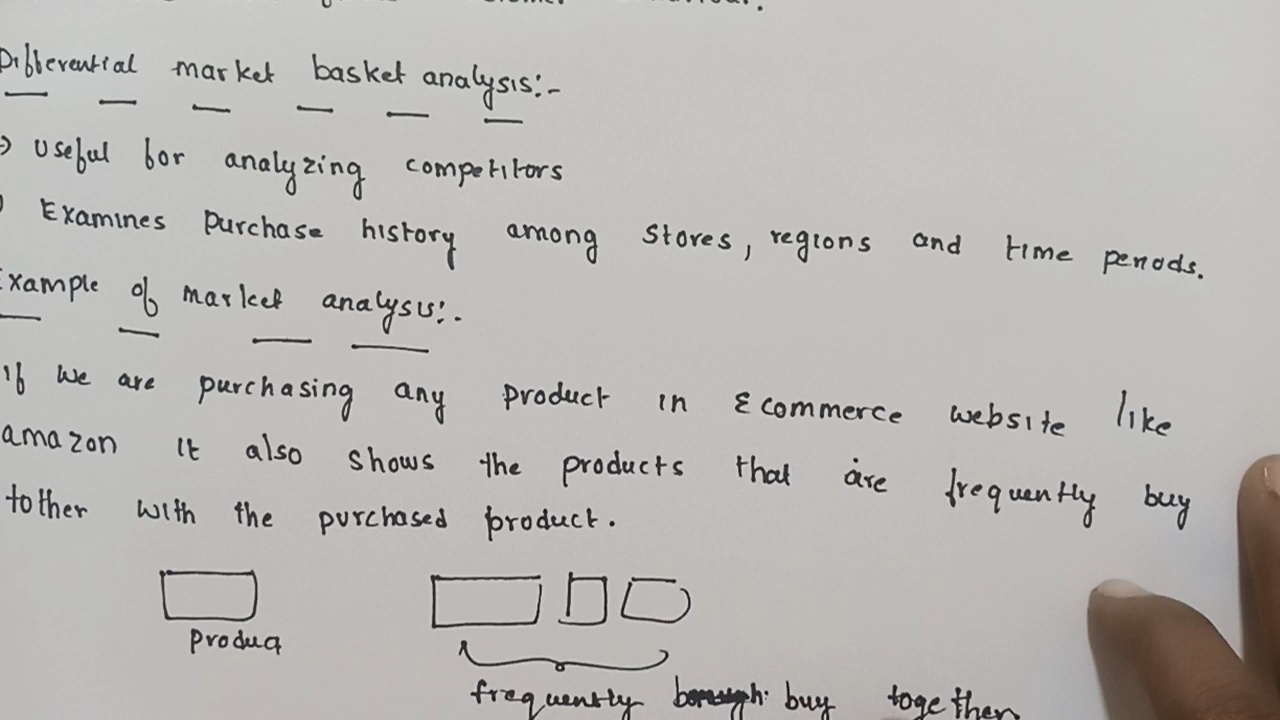 Differential market basket analysis:-
→ Useful for analyzing competitors
Examines Purchase history among stores, regions and time periods.
Example of market analysis:-
If we are purchasing any product in Ecommerce website like
amazon it also shows the products that are frequently buy
tother with the purchased product.
Produc
frequently buy together